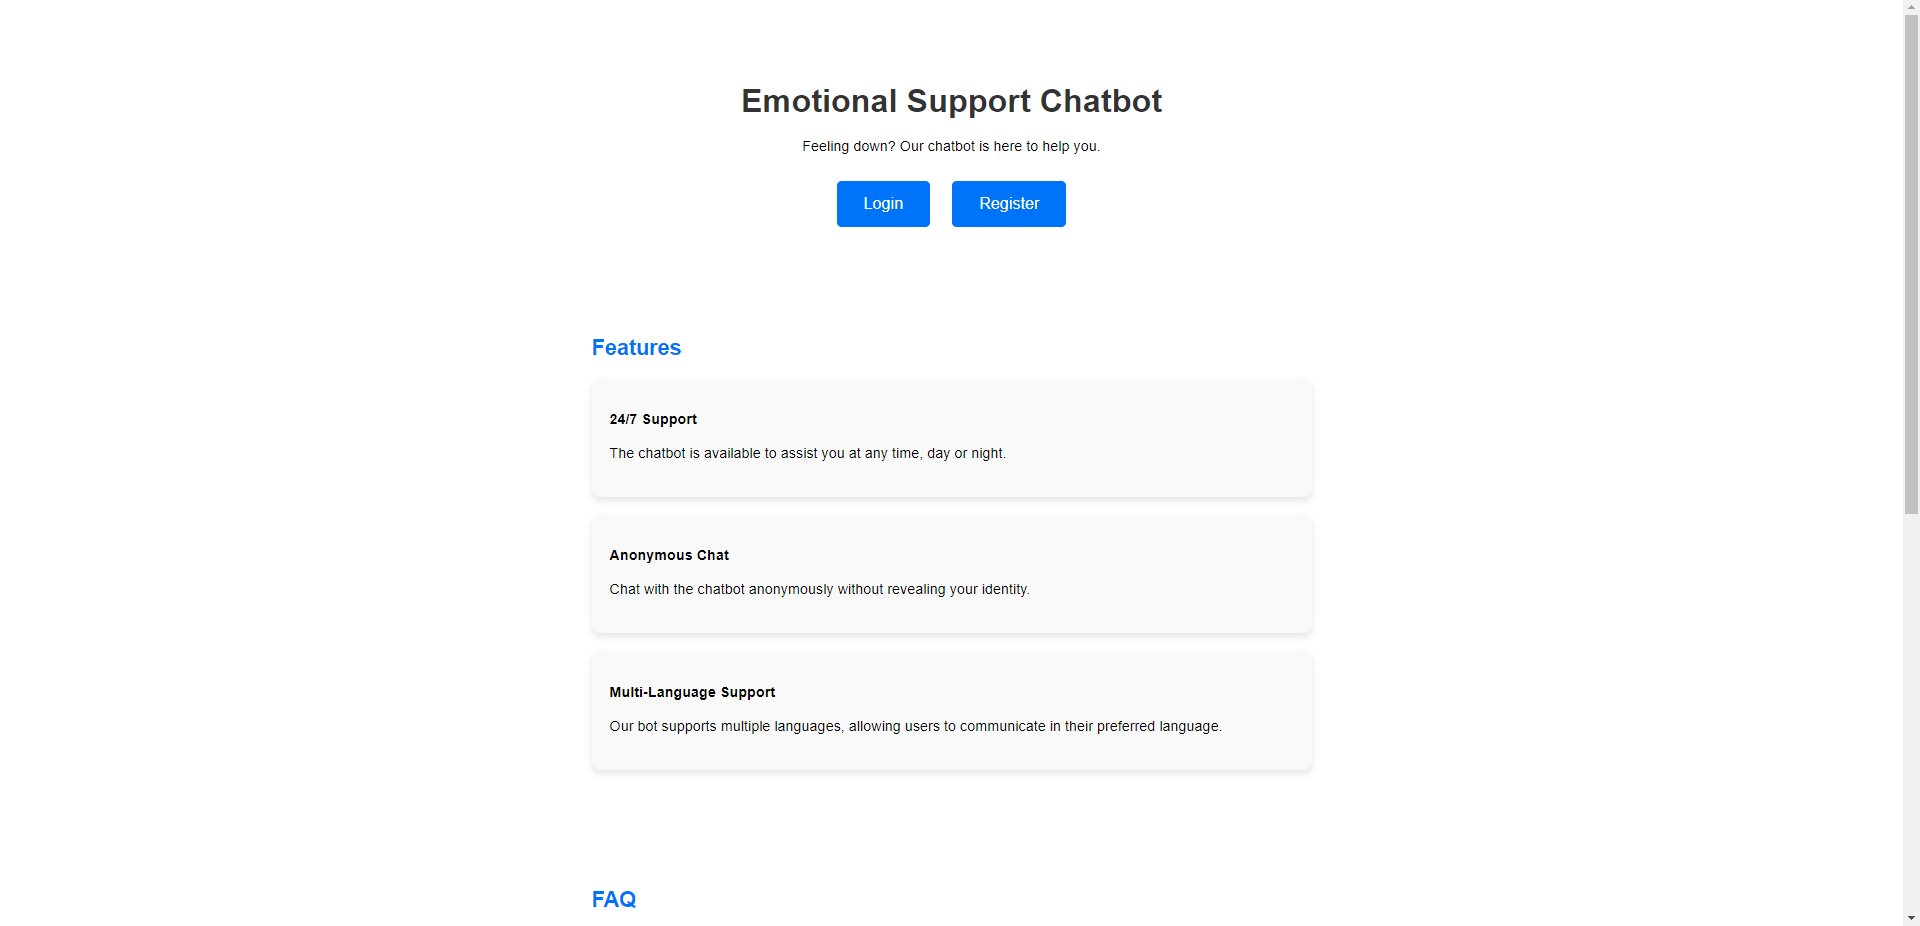 Emotional Support Chatbot
Feeling down? Our chatbot is here to help you.
Login Register
Features
24/7 Support
The chatbot is available to assist you at any time, day or night.
Anonymous Chat
Chat with the chatbot anonymously without revealing your identity.
Multi-Language Support
Our bot supports multiple languages, allowing users to communicate in their preferred language.
FAQ